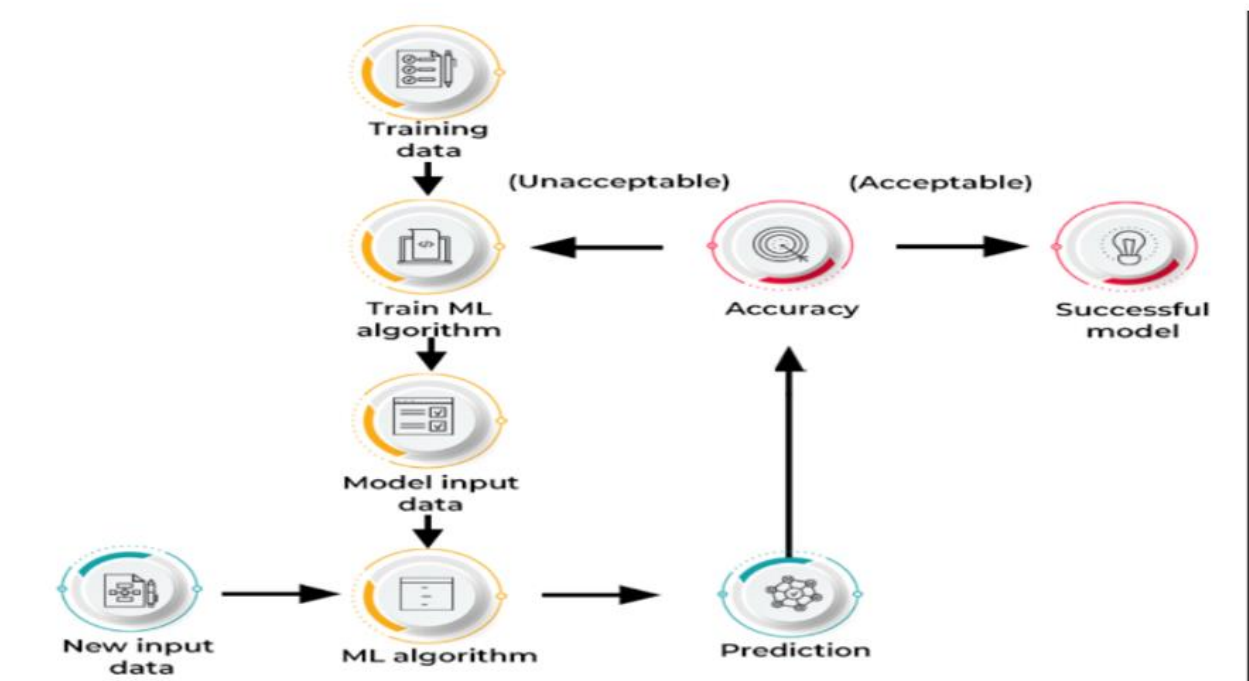 Training
data
(Unacceptable)
(Acceptable)
Train ML
algorithm
Accuracy
Successful
model
Model input
data
New input
data
ML algorithm
Prediction